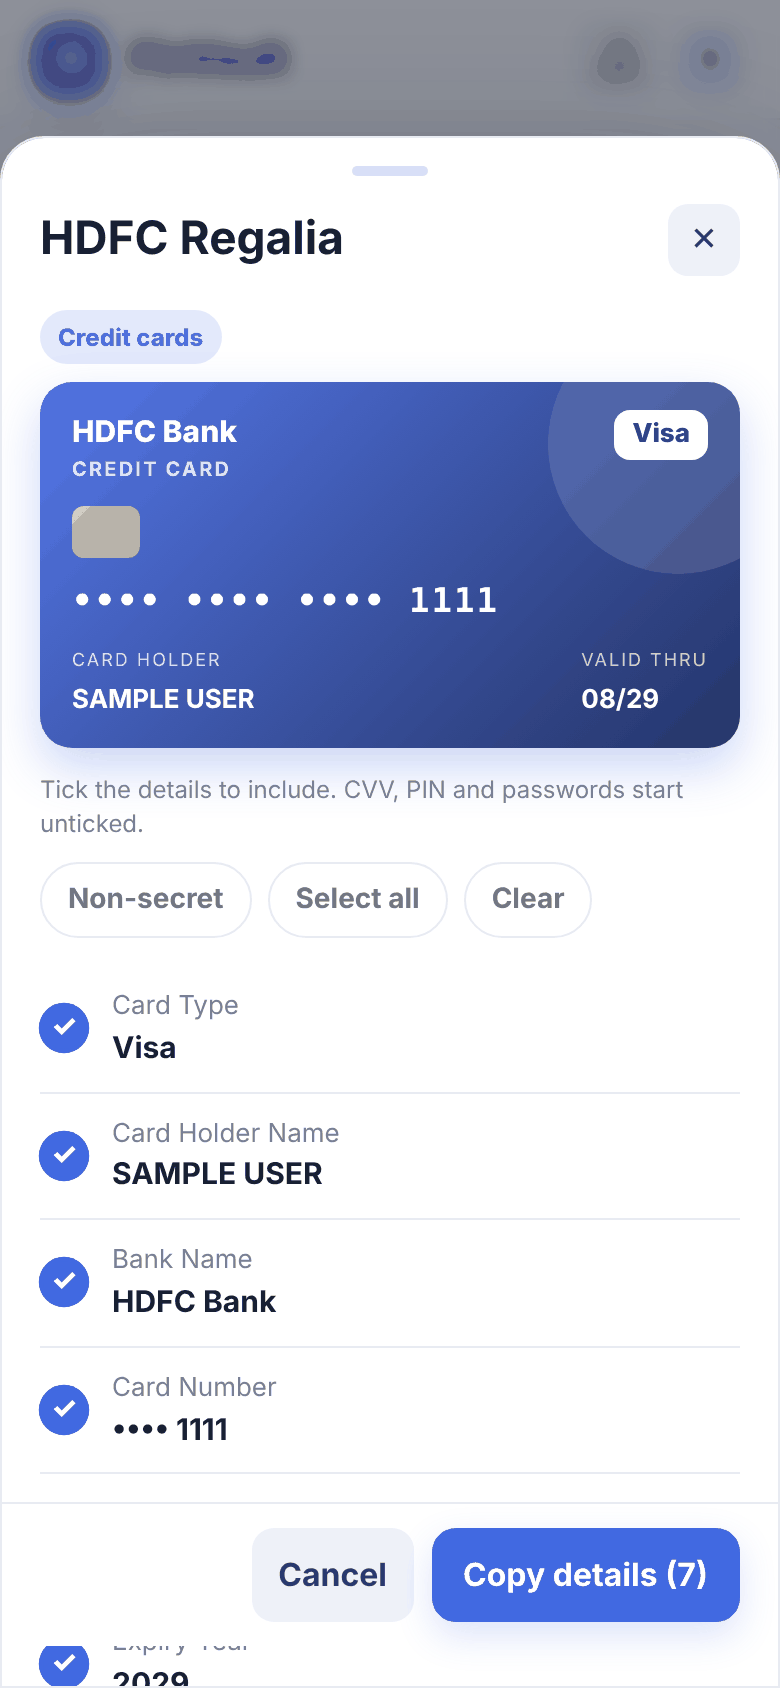 HDFC Regalia
Credit cards
HDFC Bank
Visa
CREDIT CARD
•••• •••• •••• 1111
CARD HOLDER
VALID THRU
SAMPLE USER
08/29
Tick the details to include. CVV, PIN and passwords start
unticked.
Non-secret
Select all
Clear
Card Type
Visa
Card Holder Name
SAMPLE USER
Bank Name
HDFC Bank
Card Number
•••• 1111
Cancel
Copy details (7)
Expiry Year
2029